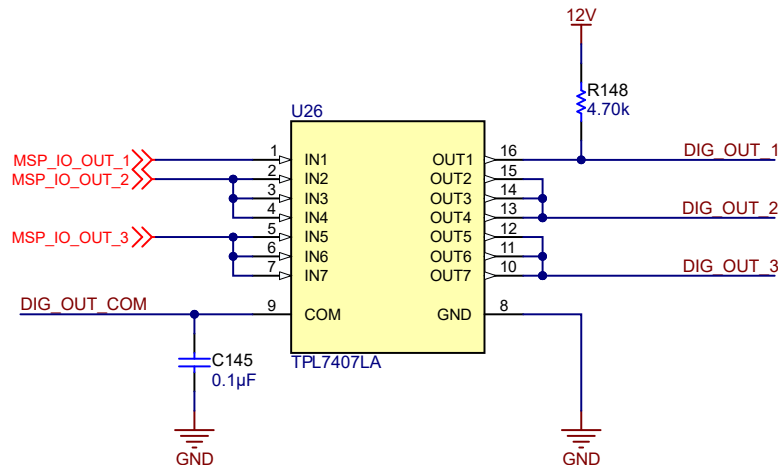 12V
R148
4.70k
U26
MSP_IO_OUT_1 1 IN1 OUT1 16 DIG_OUT_1
MSP_IO_OUT_2 2 IN2 OUT2 15
3 IN3 OUT3 14
4 IN4 OUT4 13 DIG_OUT_2
MSP_IO_OUT_3 5 IN5 OUT5 12
6 IN6 OUT6 11
7 IN7 OUT7 10 DIG_OUT_3
DIG_OUT_COM 9 COM GND 8
TPL7407LA
C145
0.1µF
GND GND